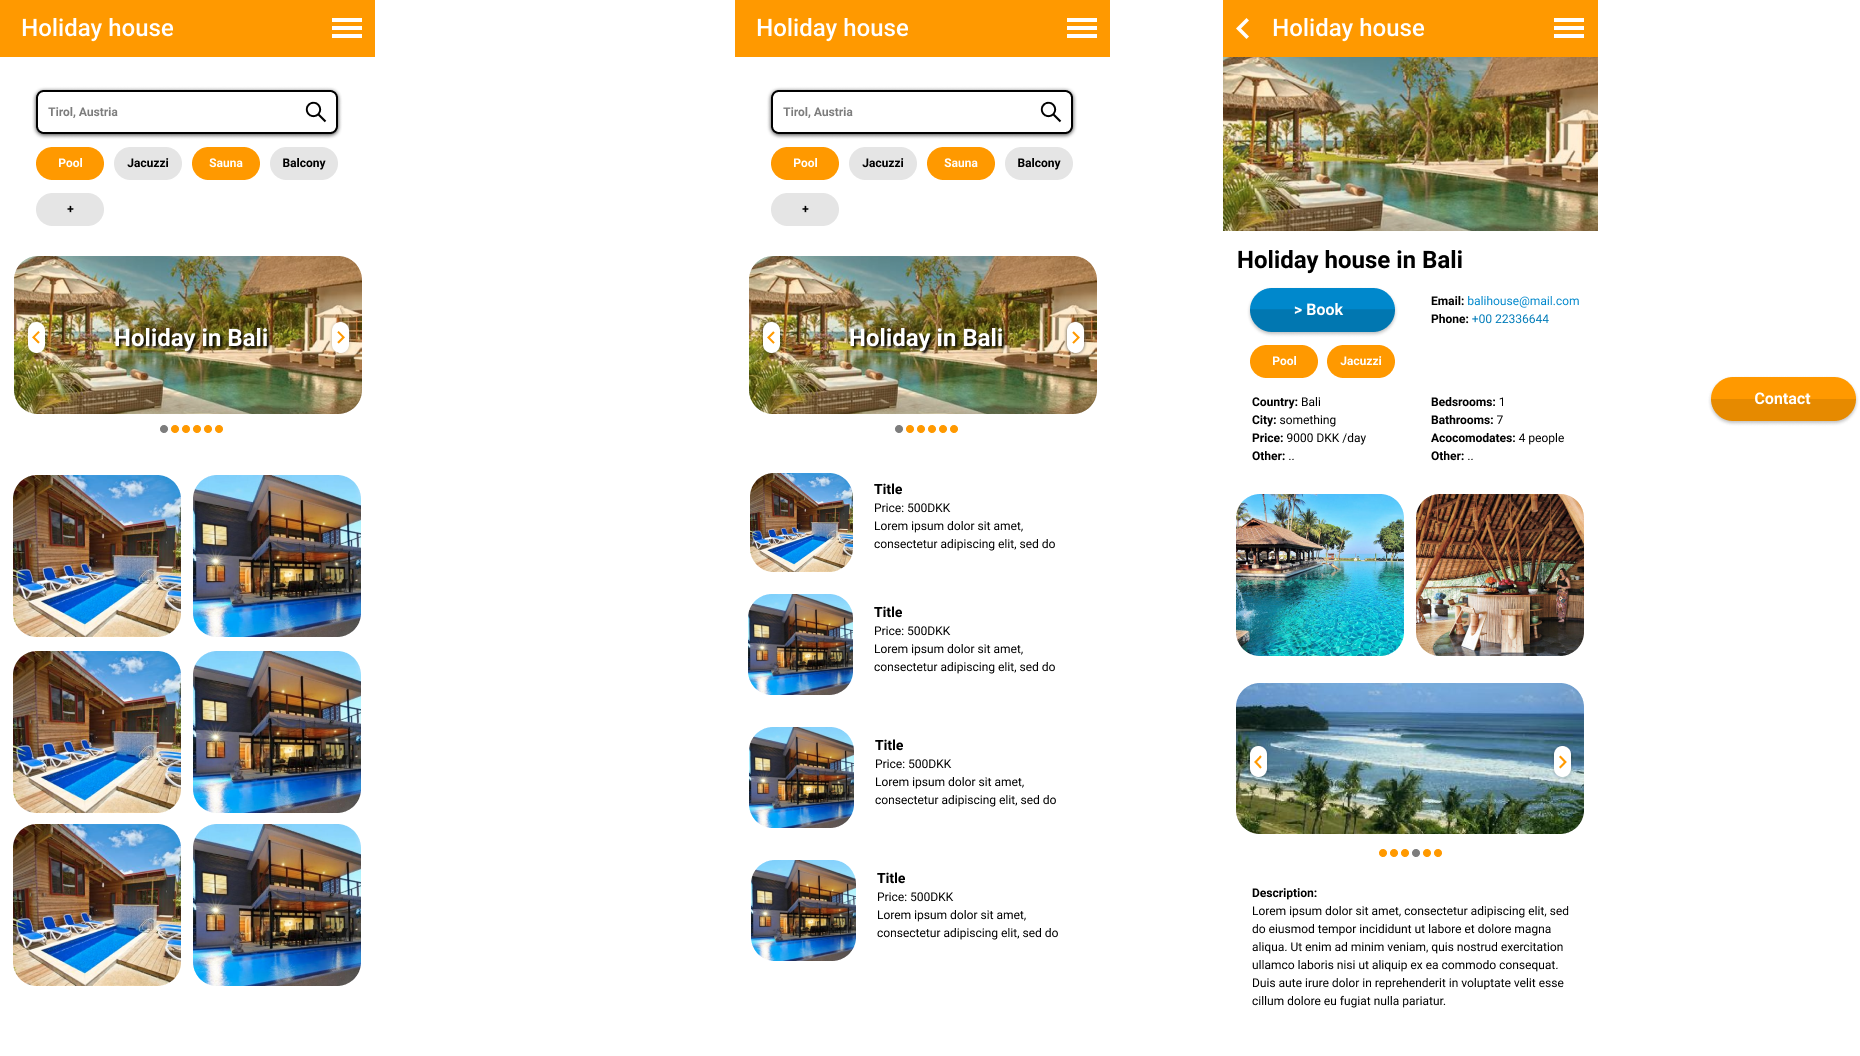 Holiday house
Tirol, Austria
Pool Jacuzzi Sauna Balcony
+
Holiday in Bali
Holiday house
Tirol, Austria
Pool Jacuzzi Sauna Balcony
+
Holiday in Bali
Title
Price: 500DKK
Lorem ipsum dolor sit amet,
consectetur adipiscing elit, sed do
Title
Price: 500DKK
Lorem ipsum dolor sit amet,
consectetur adipiscing elit, sed do
Title
Price: 500DKK
Lorem ipsum dolor sit amet,
consectetur adipiscing elit, sed do
Title
Price: 500DKK
Lorem ipsum dolor sit amet,
consectetur adipiscing elit, sed do
Holiday house
Holiday house in Bali
> Book
Email: balihouse@mail.com
Phone: +00 22336644
Pool Jacuzzi
Country: Bali
City: something
Price: 9000 DKK /day
Other: ..
Bedsrooms: 1
Bathrooms: 7
Acocomodates: 4 people
Other: ..
Description:
Lorem ipsum dolor sit amet, consectetur adipiscing elit, sed
do eiusmod tempor incididunt ut labore et dolore magna
aliqua. Ut enim ad minim veniam, quis nostrud exercitation
ullamco laboris nisi ut aliquip ex ea commodo consequat.
Duis aute irure dolor in reprehenderit in voluptate velit esse
cillum dolore eu fugiat nulla pariatur.
Contact